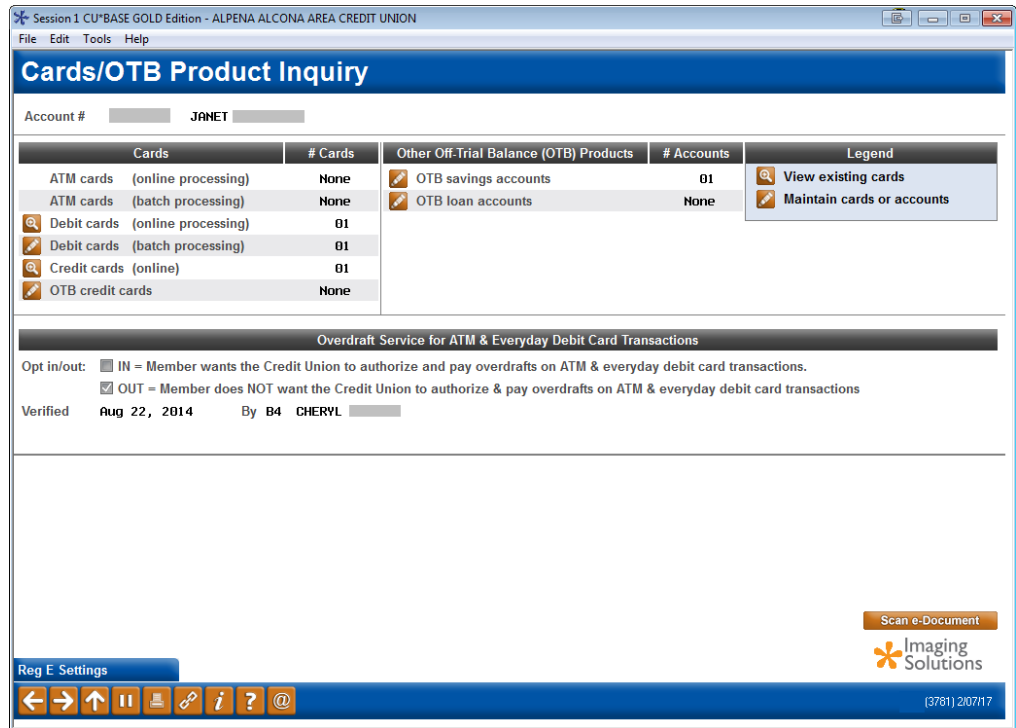 Session 1 CU*BASE GOLD Edition - ALPENA ALCONA AREA CREDIT UNION
File Edit Tools Help
Cards/OTB Product Inquiry
Account # JANET
Cards # Cards
ATM cards (online processing) None
ATM cards (batch processing) None
Debit cards (online processing) 01
Debit cards (batch processing) 01
Credit cards (online) 01
OTB credit cards None
Other Off-Trial Balance (OTB) Products # Accounts
OTB savings accounts 01
OTB loan accounts None
Legend
View existing cards
Maintain cards or accounts
Overdraft Service for ATM & Everyday Debit Card Transactions
Opt in/out: IN = Member wants the Credit Union to authorize and pay overdrafts on ATM & everyday debit card transactions.
OUT = Member does NOT want the Credit Union to authorize & pay overdrafts on ATM & everyday debit card transactions
Verified Aug 22, 2014 By B4 CHERYL
Scan e-Document
Imaging
Solutions
Reg E Settings
i ? @
(3781) 2/07/17